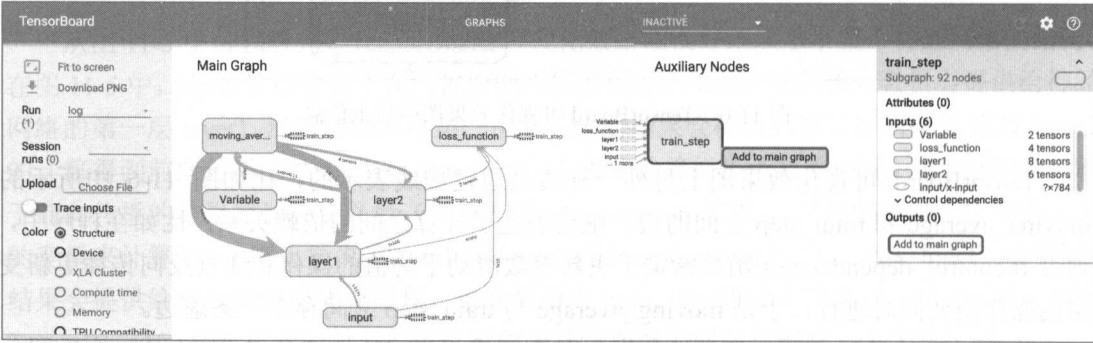 TensorBoard
GRAPHS
INACTIVE
Fit to screen
Download PNG
Run
(1)
log
Session
runs (0)
Upload
Choose File
Trace inputs
Color
Structure
Device
XLA Cluster
Compute time
Memory
TPU Compatibility
Main Graph
moving_aver...
train_step
loss_function
train_step
Variable
train_step
layer2
train_step
layer1
input
train_step
Auxiliary Nodes
Variable
loss_function
layer1
layer2
input
...1 more
train_step
Add to main graph
train_step
Subgraph: 92 nodes
Attributes (0)
Inputs (6)
Variable 2 tensors
loss_function 4 tensors
layer1 8 tensors
layer2 6 tensors
input/x-input ?×784
Control dependencies
Outputs (0)
Add to main graph